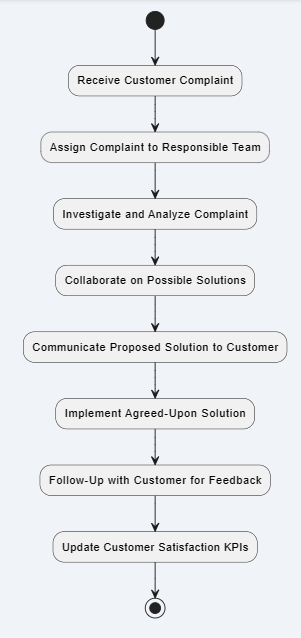 Receive Customer Complaint
Assign Complaint to Responsible Team
Investigate and Analyze Complaint
Collaborate on Possible Solutions
Communicate Proposed Solution to Customer
Implement Agreed-Upon Solution
Follow-Up with Customer for Feedback
Update Customer Satisfaction KPIs